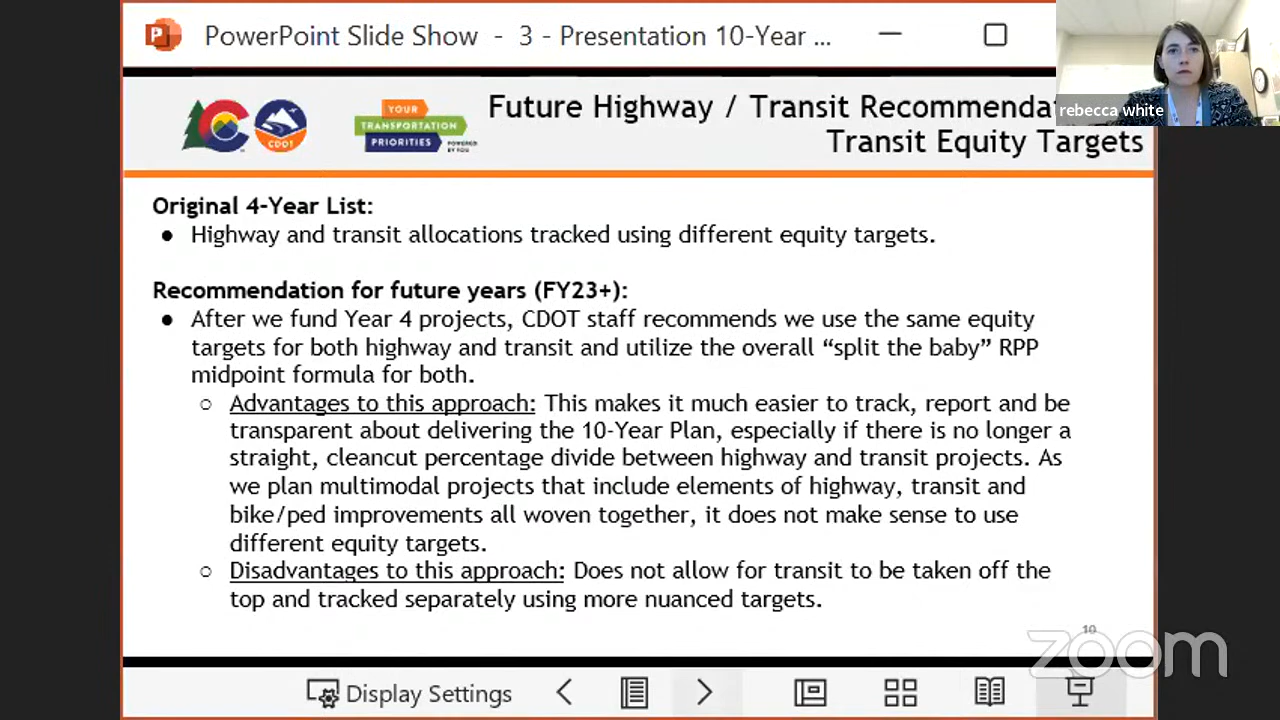 PowerPoint Slide Show - 3 - Presentation 10-Year ...
rebecca white
CDOT
YOUR
TRANSPORTATION
PRIORITIES
POWERED
BY YOU
Future Highway / Transit
Transit Equity Targets
Original 4-Year List:
● Highway and transit allocations tracked using different equity targets.
Recommendation for future years (FY23+):
● After we fund Year 4 projects, CDOT staff recommends we use the same equity
targets for both highway and transit and utilize the overall “split the baby” RPP
midpoint formula for both.
○ Advantages to this approach: This makes it much easier to track, report and be
transparent about delivering the 10-Year Plan, especially if there is no longer a
straight, cleancut percentage divide between highway and transit projects. As
we plan multimodal projects that include elements of highway, transit and
bike/ped improvements all woven together, it does not make sense to use
different equity targets.
○ Disadvantages to this approach: Does not allow for transit to be taken off the
top and tracked separately using more nuanced targets.
10
zoom
Display Settings